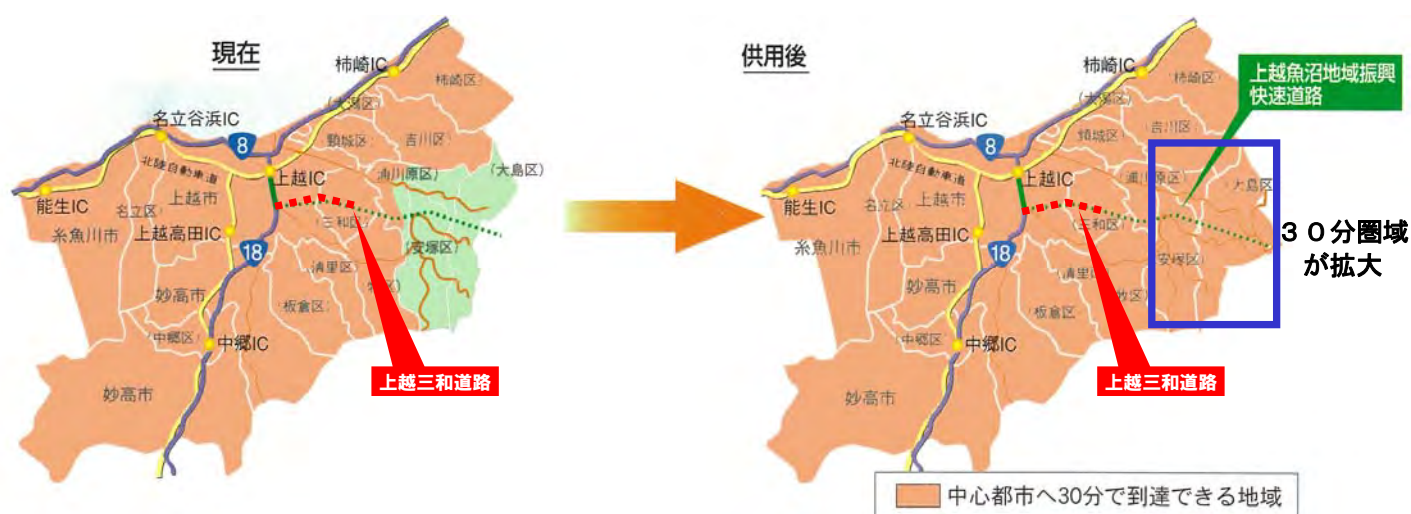 現在
柿崎IC
柿崎区)
(大潟区)
名立谷浜IC
8
頸城区
吉川区)
北陸自動車道
上越IC
浦川原区)
(大島区)
能生IC
名立区)
上越市
糸魚川市
上越高田IC
(三和区)
18
(安塚区)
清里区)
妙高市
板倉区)
(中郷区)
中郷IC
上越三和道路
妙高市
供用後
柿崎IC
柿崎区)
(大潟区)
上越魚沼地域振興
快速道路
名立谷浜IC
8
頸城区
吉川区)
北陸自動車道
上越IC
浦川原区)
大島区
能生IC
名立区)
上越市
糸魚川市
上越高田IC
三和区)
18
安塚区)
30分圏域
が拡大
清里区)
牧区)
妙高市
板倉区)
(中郷区)
中郷IC
上越三和道路
妙高市
中心都市へ30分で到達できる地域